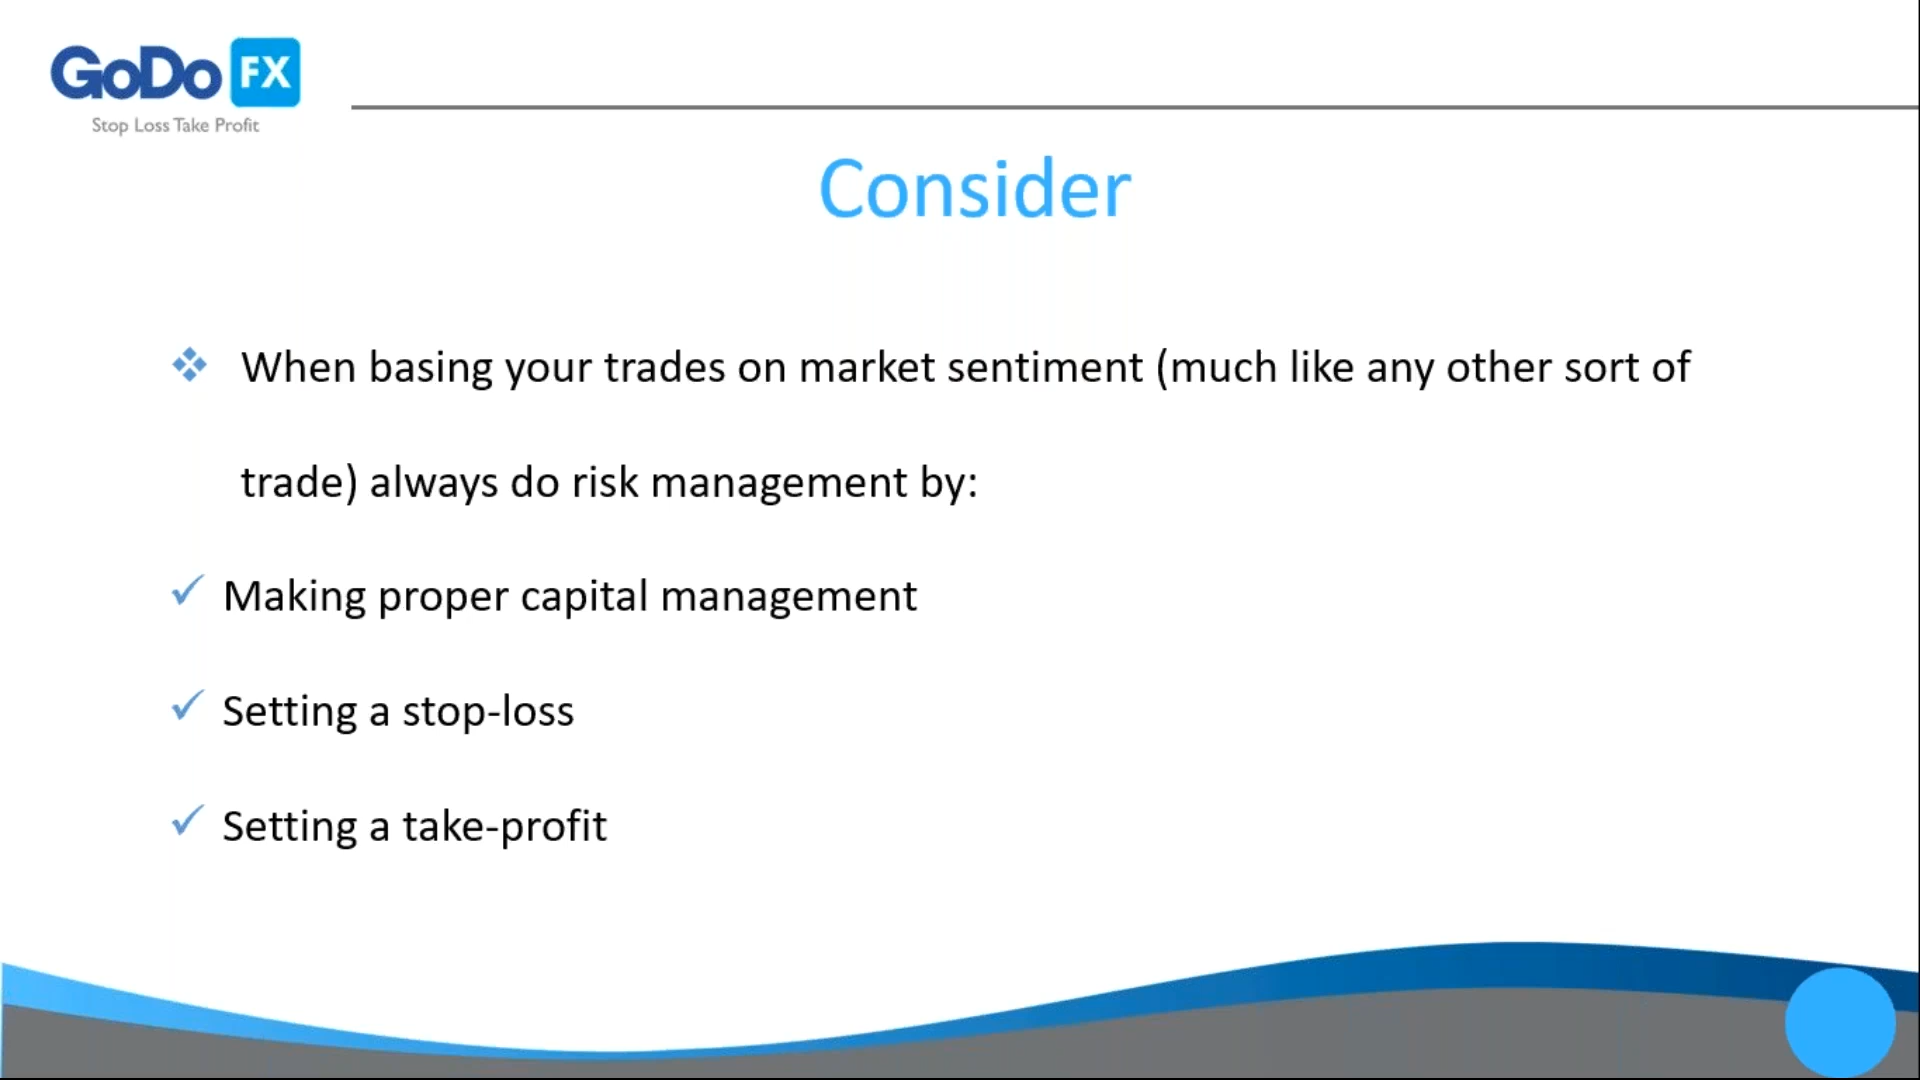 GoDo FX
Stop Loss Take Profit
Consider
When basing your trades on market sentiment (much like any other sort of
trade) always do risk management by:
Making proper capital management
Setting a stop-loss
Setting a take-profit